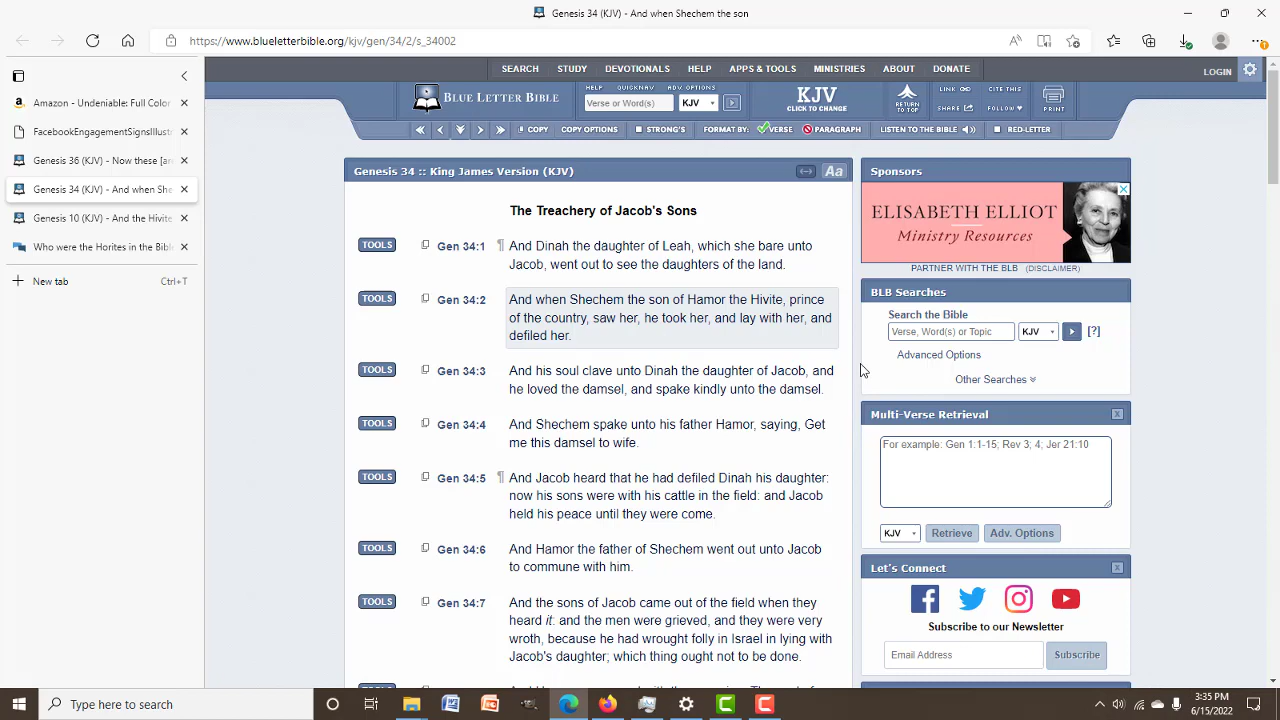 Genesis 34 (KJV) - And when Shechem the son
https://www.blueletterbible.org/kjv/gen/34/2/s_34002
Amazon - Undeniable: Full Color
FacebookEngagementSignsIllust
Genesis 36 (KJV) - Now these [an
Genesis 34 (KJV) - And when She
Genesis 10 (KJV) - And the Hivite
Who were the Horites in the Bib
New tab Ctrl+T
SEARCH STUDY DEVOTIONALS HELP APPS & TOOLS MINISTRIES ABOUT DONATE
LOGIN
BLUE LETTER BIBLE
HELP QUICKNAV ADV. OPTIONS
Verse or Word(s) KJV
KJV
CLICK TO CHANGE
RETURN
TO TOP
LINK CITE THIS
SHARE FOLLOW
PRINT
COPY COPY OPTIONS STRONG'S FORMAT BY: VERSE PARAGRAPH LISTEN TO THE BIBLE RED-LETTER
Genesis 34 :: King James Version (KJV) Aa
The Treachery of Jacob's Sons
TOOLS Gen 34:1 ¶ And Dinah the daughter of Leah, which she bare unto
Jacob, went out to see the daughters of the land.
TOOLS Gen 34:2 And when Shechem the son of Hamor the Hivite, prince
of the country, saw her, he took her, and lay with her, and
defiled her.
TOOLS Gen 34:3 And his soul clave unto Dinah the daughter of Jacob, and
he loved the damsel, and spake kindly unto the damsel.
TOOLS Gen 34:4 And Shechem spake unto his father Hamor, saying, Get
me this damsel to wife.
TOOLS Gen 34:5 ¶ And Jacob heard that he had defiled Dinah his daughter:
now his sons were with his cattle in the field: and Jacob
held his peace until they were come.
TOOLS Gen 34:6 And Hamor the father of Shechem went out unto Jacob
to commune with him.
TOOLS Gen 34:7 And the sons of Jacob came out of the field when they
heard it: and the men were grieved, and they were very
wroth, because he had wrought folly in Israel in lying with
Jacob's daughter; which thing ought not to be done.
Sponsors
ELISABETH ELLIOT
Ministry Resources
PARTNER WITH THE BLB (DISCLAIMER)
BLB Searches
Search the Bible
Verse, Word(s) or Topic KJV [?]
Advanced Options
Other Searches
Multi-Verse Retrieval
For example: Gen 1:1-15; Rev 3; 4; Jer 21:10
KJV Retrieve Adv. Options
Let's Connect
Subscribe to our Newsletter
Email Address Subscribe
Type here to search
3:35 PM
6/15/2022